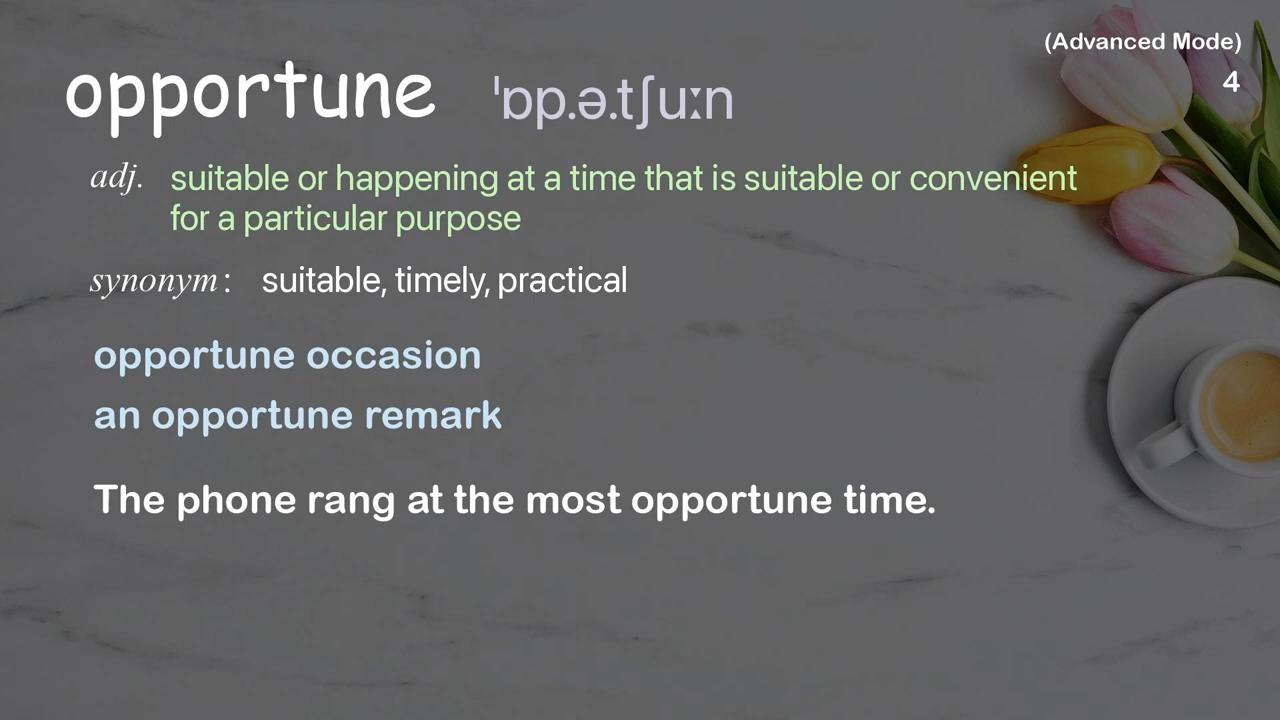 (Advanced Mode)
opportune ˈɒp.ə.tʃuːn
4
adj. suitable or happening at a time that is suitable or convenient
for a particular purpose
synonym: suitable, timely, practical
opportune occasion
an opportune remark
The phone rang at the most opportune time.